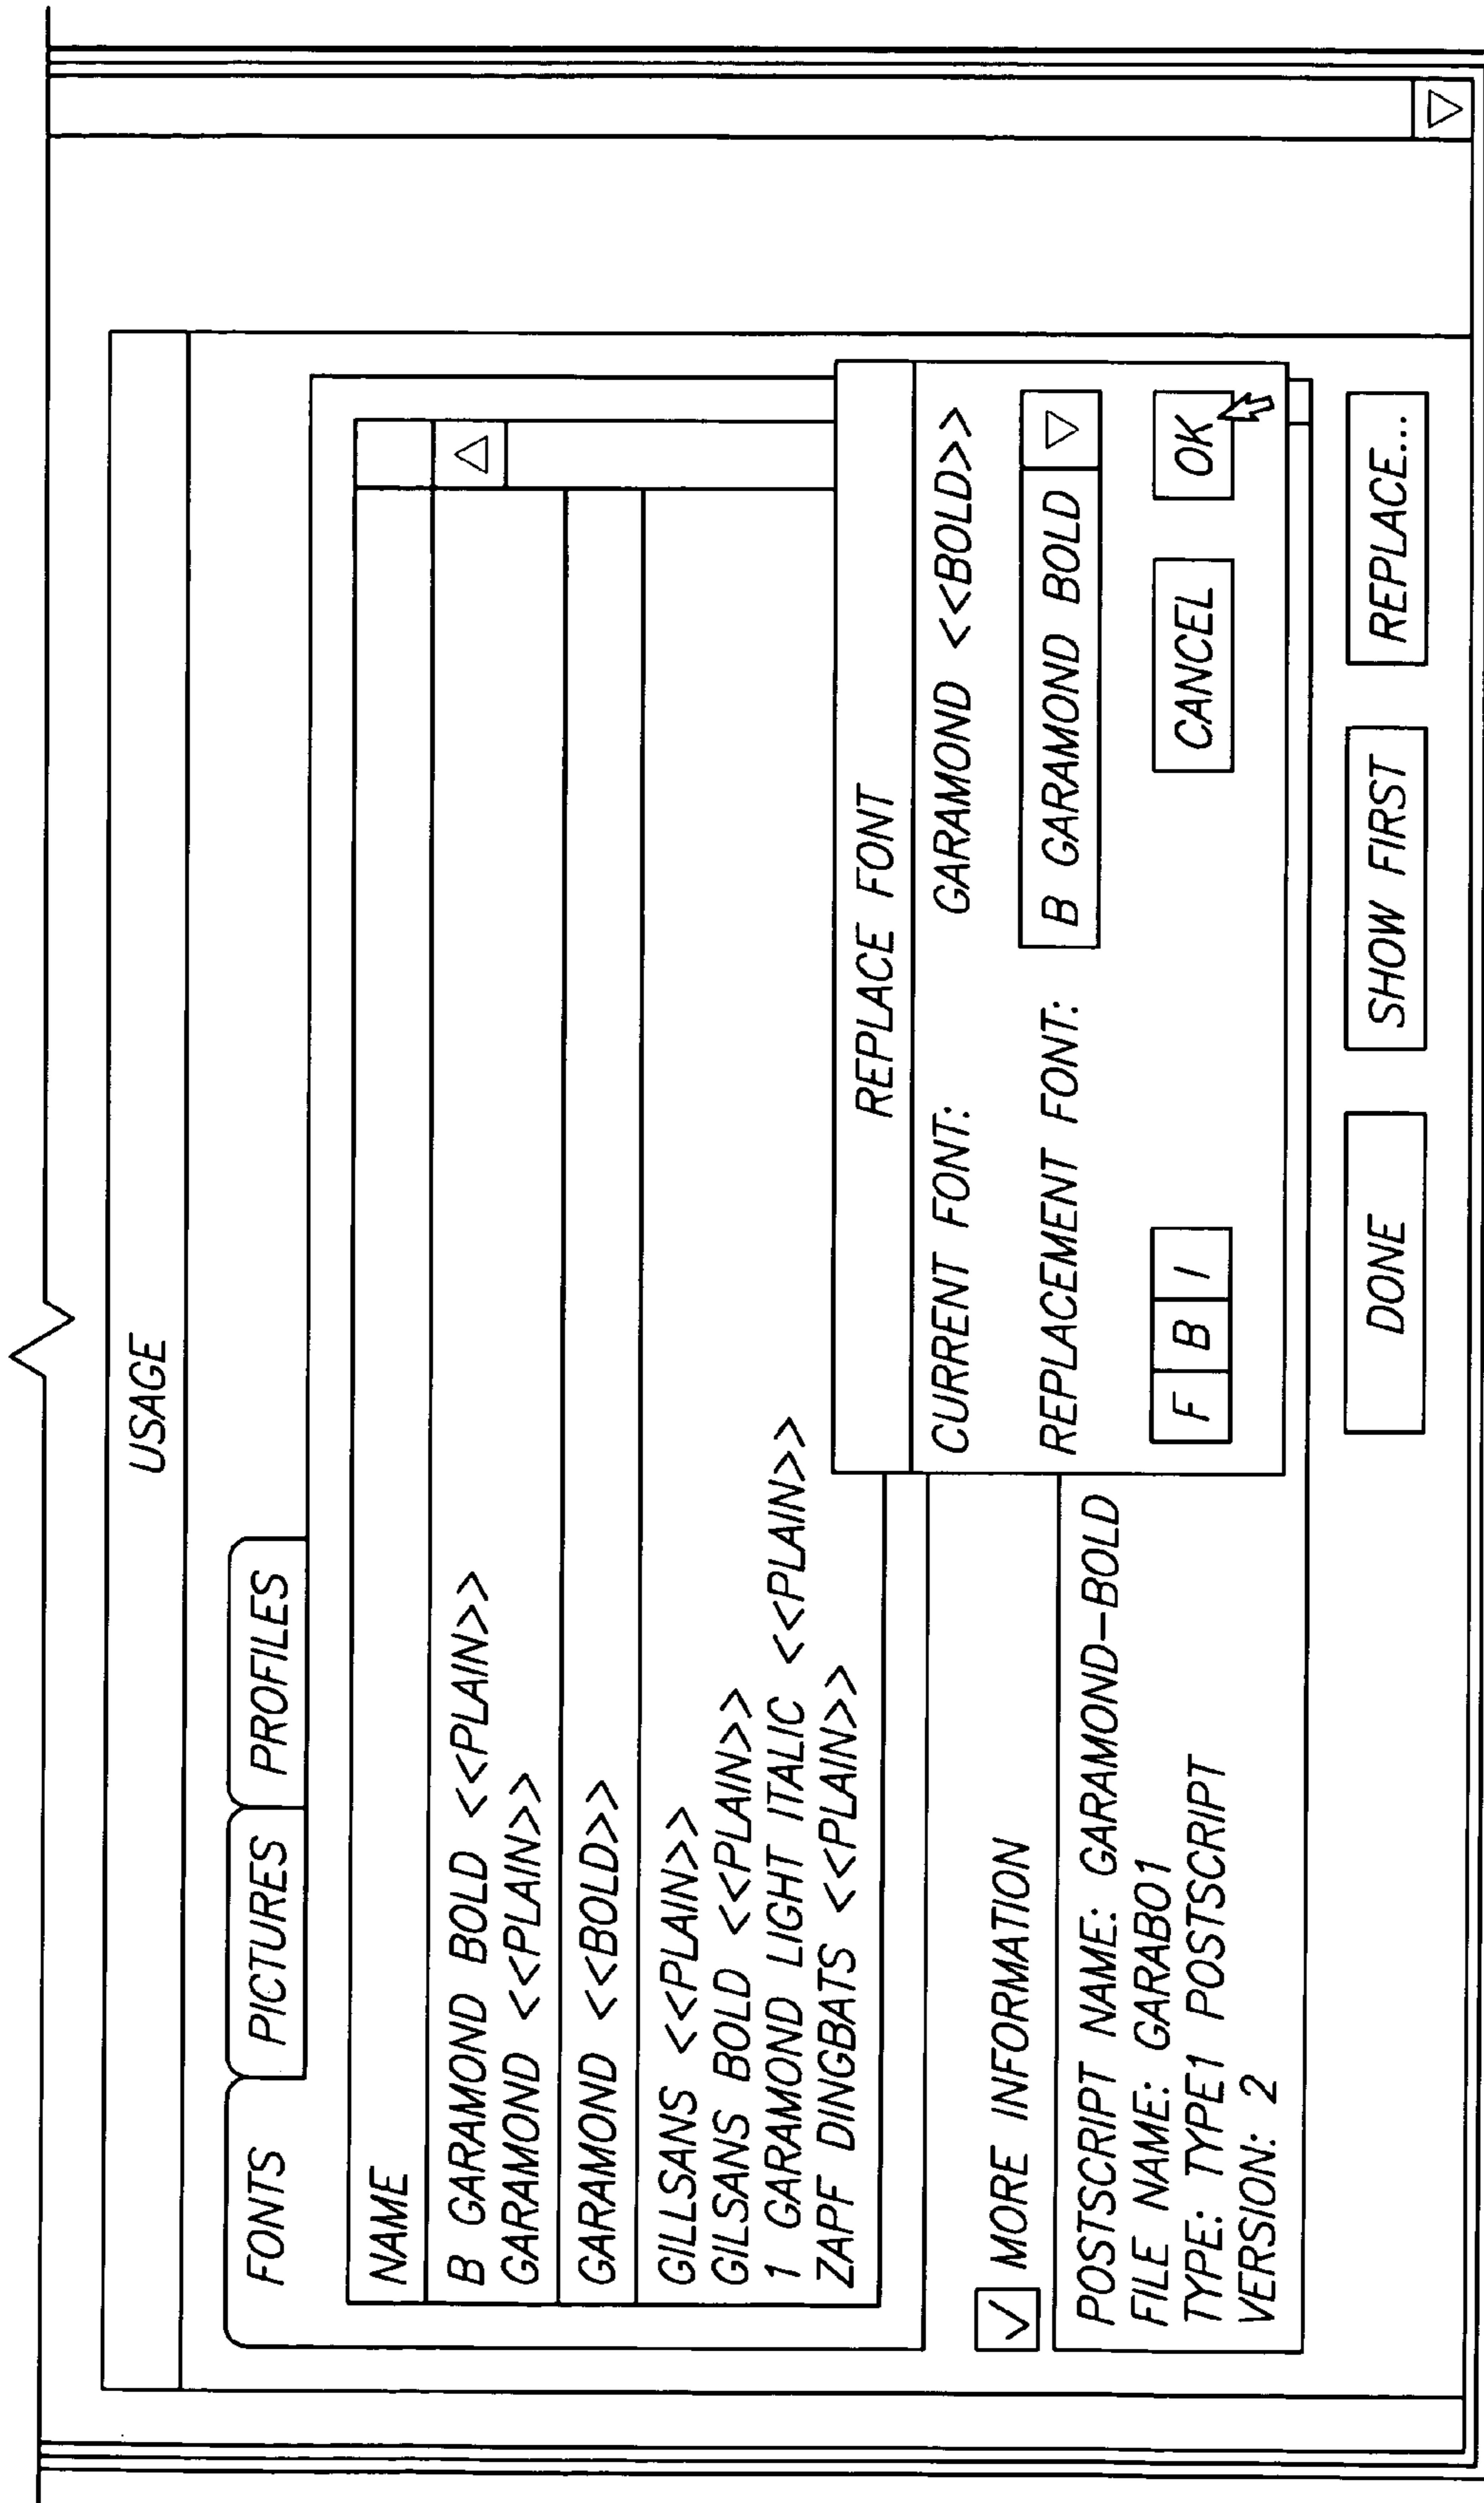 USAGE
FONTS PICTURES PROFILES
NAME
B GARAMOND BOLD <<PLAIN>>
GARAMOND <<PLAIN>>
GARAMOND <<BOLD>>
GILLSANS <<PLAIN>>
GILSANS BOLD <<PLAIN>>
1 GARAMOND LIGHT ITALIC <<PLAIN>>
ZAPF DINGBATS <<PLAIN>>
REPLACE FONT
CURRENT FONT: GARAMOND <<BOLD>>
REPLACEMENT FONT: B GARAMOND BOLD
F B I CANCEL OK
MORE INFORMATION
POSTSCRIPT NAME: GARAMOND-BOLD
FILE NAME: GARABO1
TYPE: TYPE1 POSTSCRIPT
VERSION: 2
DONE SHOW FIRST REPLACE...